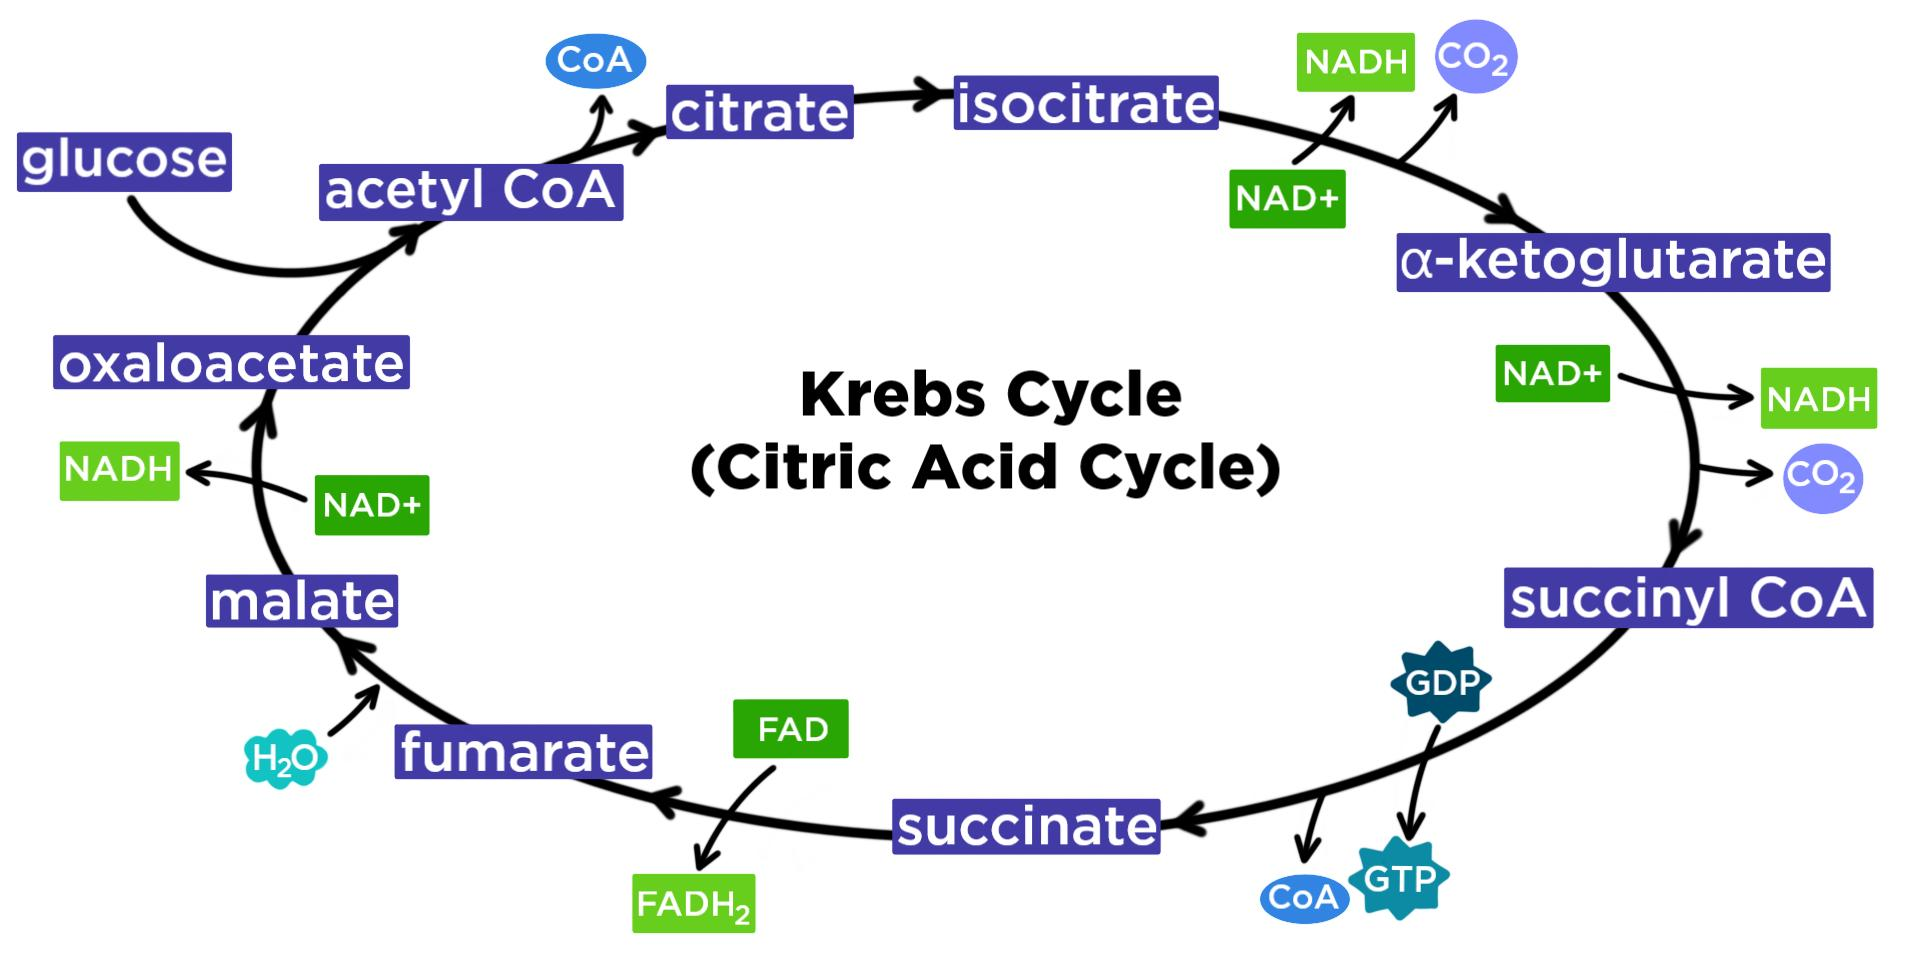 CoA
NADH
CO₂
citrate
isocitrate
glucose
acetyl CoA
NAD+
α-ketoglutarate
oxaloacetate
NAD+
NADH
Krebs Cycle
(Citric Acid Cycle)
NADH
NAD+
CO₂
malate
succinyl CoA
GDP
H₂O
fumarate
FAD
succinate
FADH₂
CoA
GTP